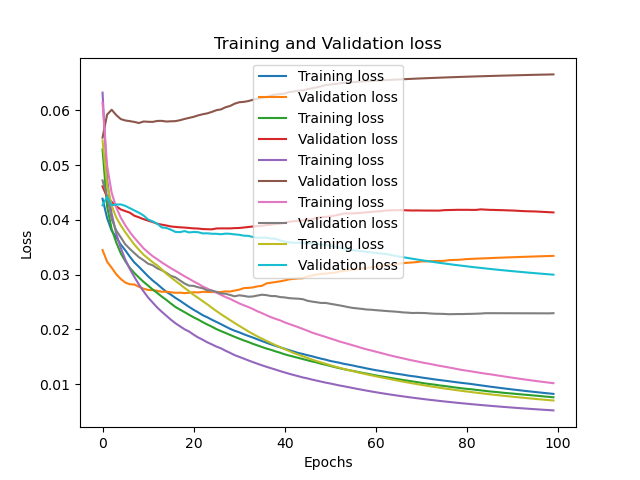 Training and Validation loss
Training loss
Validation loss
Training loss
Validation loss
Training loss
Validation loss
Training loss
Validation loss
Training loss
Validation loss
Loss
0.06
0.05
0.04
0.03
0.02
0.01
0
20
40
60
80
100
Epochs